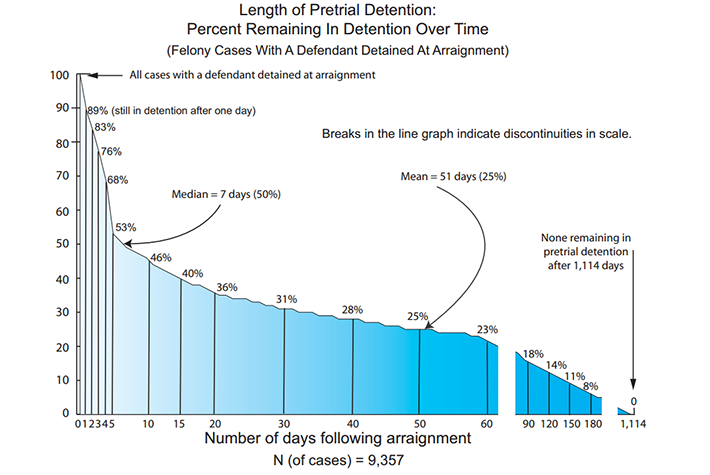 Length of Pretrial Detention:
Percent Remaining In Detention Over Time
(Felony Cases With A Defendant Detained At Arraignment)
100
All cases with a defendant detained at arraignment
90
89% (still in detention after one day)
83%
Breaks in the line graph indicate discontinuities in scale.
80
76%
70
68%
Mean = 51 days (25%)
Median = 7 days (50%)
60
53%
None remaining in
pretrial detention
after 1,114 days
50
46%
40
40%
36%
30
31%
28%
25%
23%
20
18%
14%
10
11%
8%
0
0
0 1 2 3 4 5 10 15 20 30 40 50 60 90 120 150 180 1,114
Number of days following arraignment
N (of cases) = 9,357